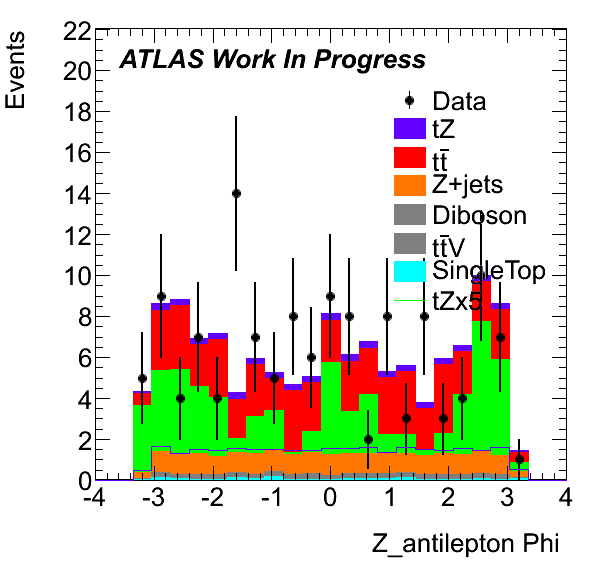 Events
22
20
18
16
14
12
10
8
6
4
2
0
ATLAS Work In Progress
Data
tZ
tt̄
Z+jets
Diboson
tt̄V
SingleTop
tZx5
-4 -3 -2 -1 0 1 2 3 4
Z_antilepton Phi